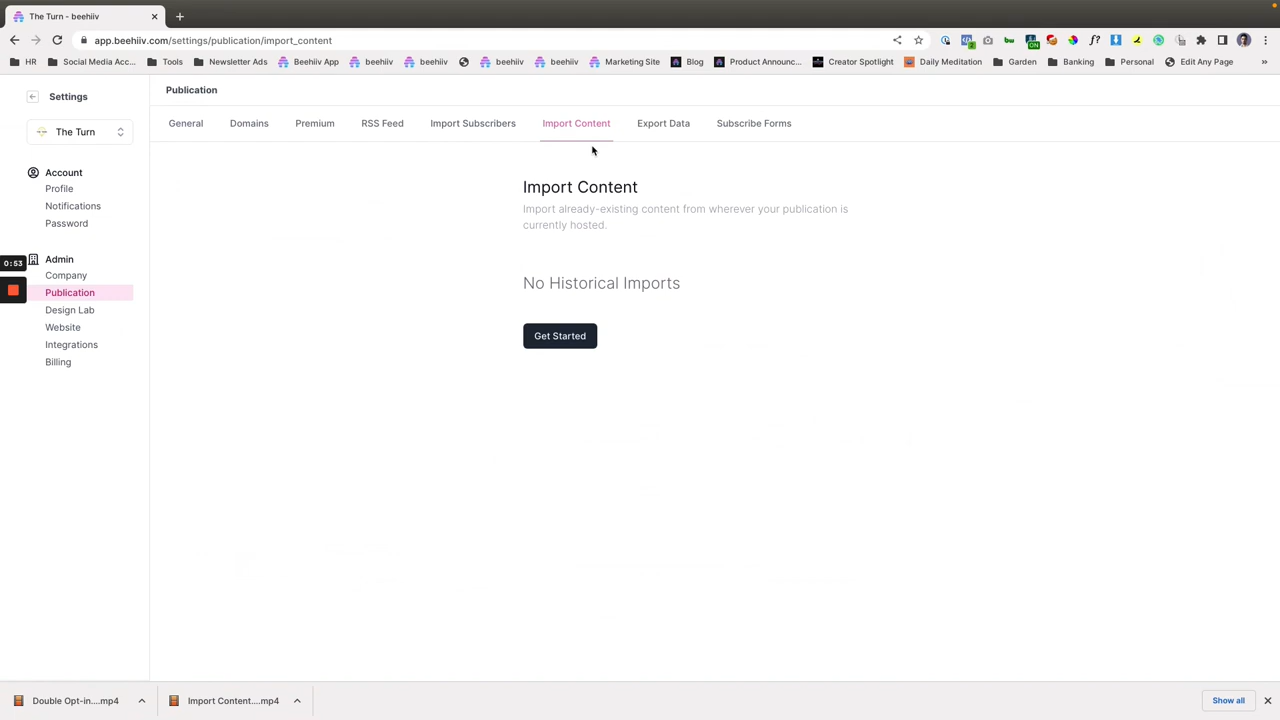 The Turn - beehiiv
app.beehiiv.com/settings/publication/import_content
HR
Social Media Acc...
Tools
Newsletter Ads
Beehiiv App
beehiiv
beehiiv
beehiiv
beehiiv
Marketing Site
Blog
Product Announc...
Creator Spotlight
Daily Meditation
Garden
Banking
Personal
Edit Any Page
»
Settings
Publication
The Turn
General
Domains
Premium
RSS Feed
Import Subscribers
Import Content
Export Data
Subscribe Forms
Account
Profile
Notifications
Password
Admin
Company
Publication
Design Lab
Website
Integrations
Billing
0:53
Import Content
Import already-existing content from wherever your publication is
currently hosted.
No Historical Imports
Get Started
Double Opt-in....mp4
Import Content....mp4
Show all